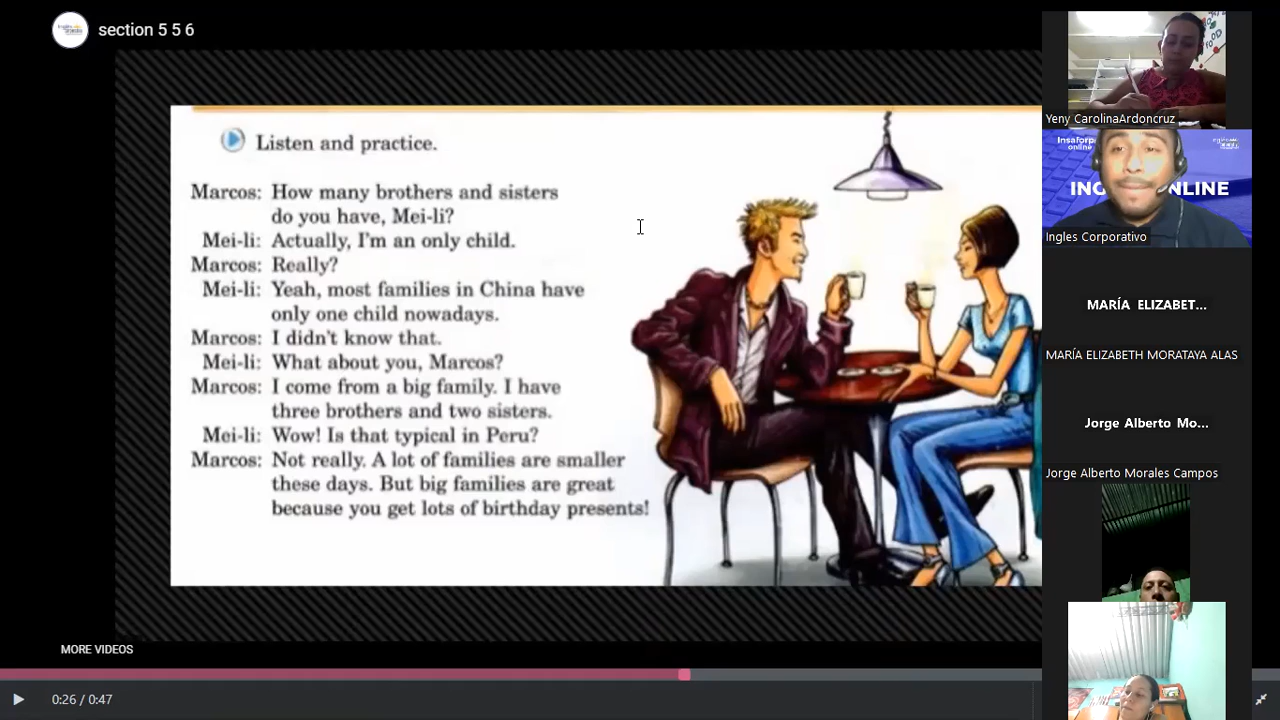 section 5 5 6
Listen and practice.
Marcos: How many brothers and sisters
do you have, Mei-li?
Mei-li: Actually, I'm an only child.
Marcos: Really?
Mei-li: Yeah, most families in China have
only one child nowadays.
Marcos: I didn't know that.
Mei-li: What about you, Marcos?
Marcos: I come from a big family. I have
three brothers and two sisters.
Mei-li: Wow! Is that typical in Peru?
Marcos: Not really. A lot of families are smaller
these days. But big families are great
because you get lots of birthday presents!
MORE VIDEOS
0:26 / 0:47
FOOD
Yeny CarolinaArdoncruz
Insaforp
online
ING NLINE
Ingles Corporativo
MARÍA ELIZABET...
MARÍA ELIZABETH MORATAYA ALAS
Jorge Alberto Mo...
Jorge Alberto Morales Campos